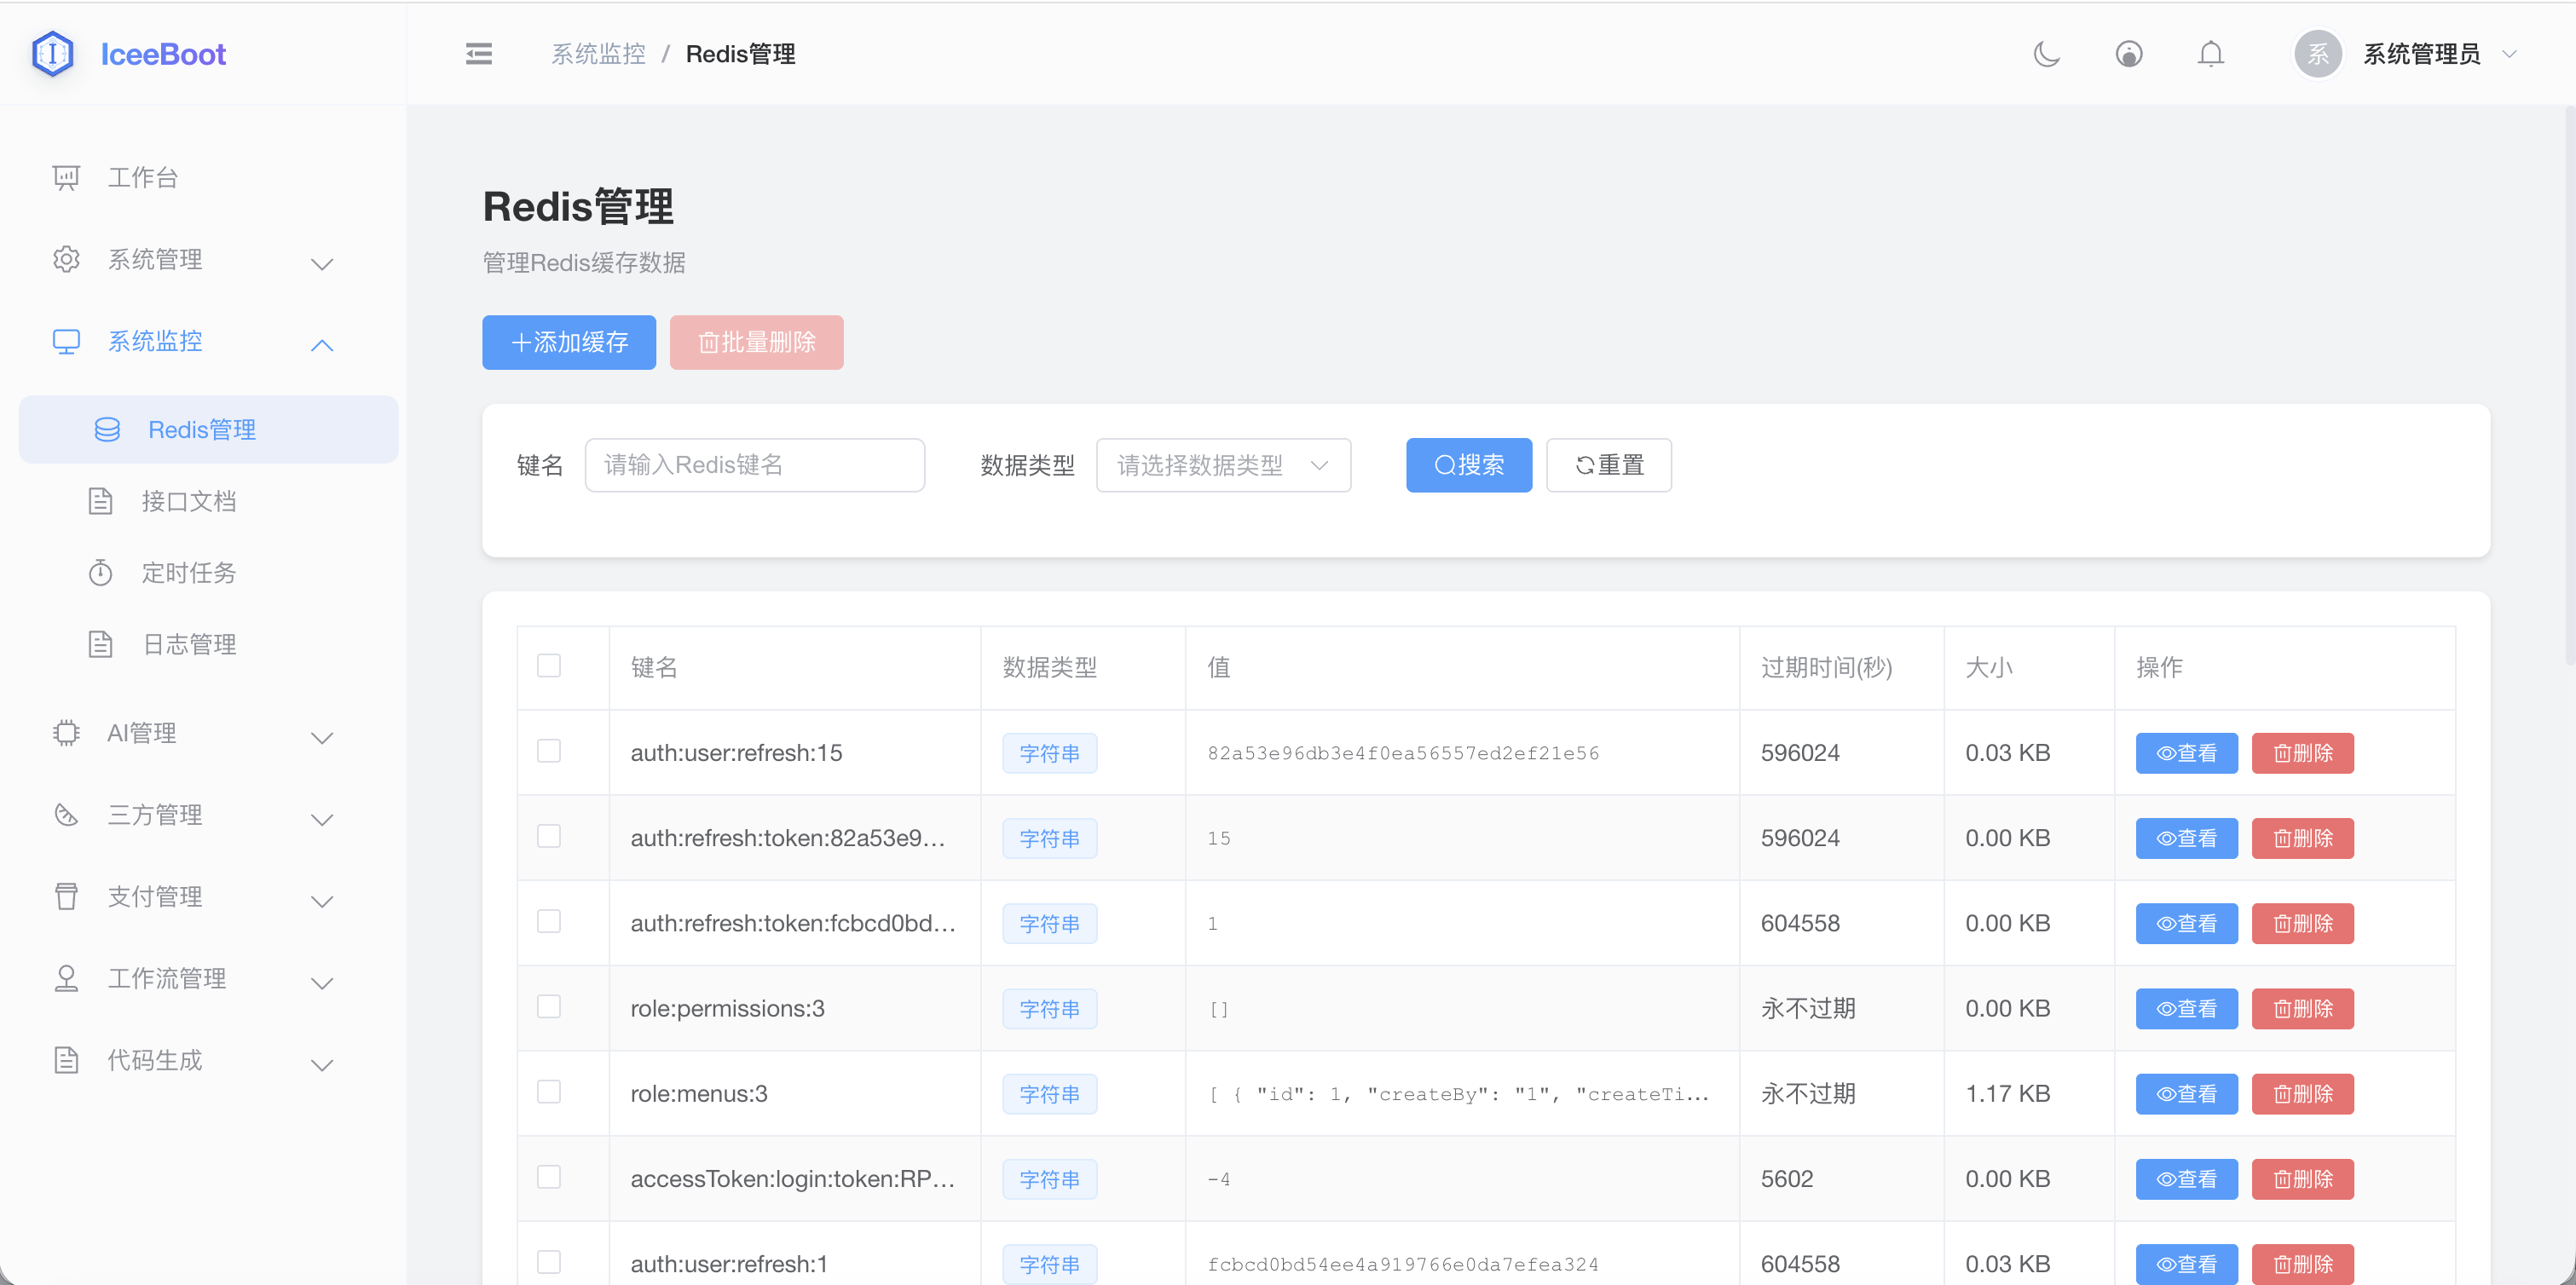 IceeBoot
系统监控 / Redis管理
系 系统管理员
工作台
系统管理
系统监控
Redis管理
接口文档
定时任务
日志管理
AI管理
三方管理
支付管理
工作流管理
代码生成
Redis管理
管理Redis缓存数据
添加缓存 批量删除
键名 请输入Redis键名 数据类型 请选择数据类型 搜索 重置
键名 数据类型 值 过期时间(秒) 大小 操作
auth:user:refresh:15 字符串 82a53e96db3e4f0ea56557ed2ef21e56 596024 0.03 KB 查看 删除
auth:refresh:token:82a53e9... 字符串 15 596024 0.00 KB 查看 删除
auth:refresh:token:fcbcd0bd... 字符串 1 604558 0.00 KB 查看 删除
role:permissions:3 字符串 [] 永不过期 0.00 KB 查看 删除
role:menus:3 字符串 [ { "id": 1, "createBy": "1", "createTi... 永不过期 1.17 KB 查看 删除
accessToken:login:token:RP... 字符串 -4 5602 0.00 KB 查看 删除
auth:user:refresh:1 字符串 fcbcd0bd54ee4a919766e0da7efea324 604558 0.03 KB 查看 删除